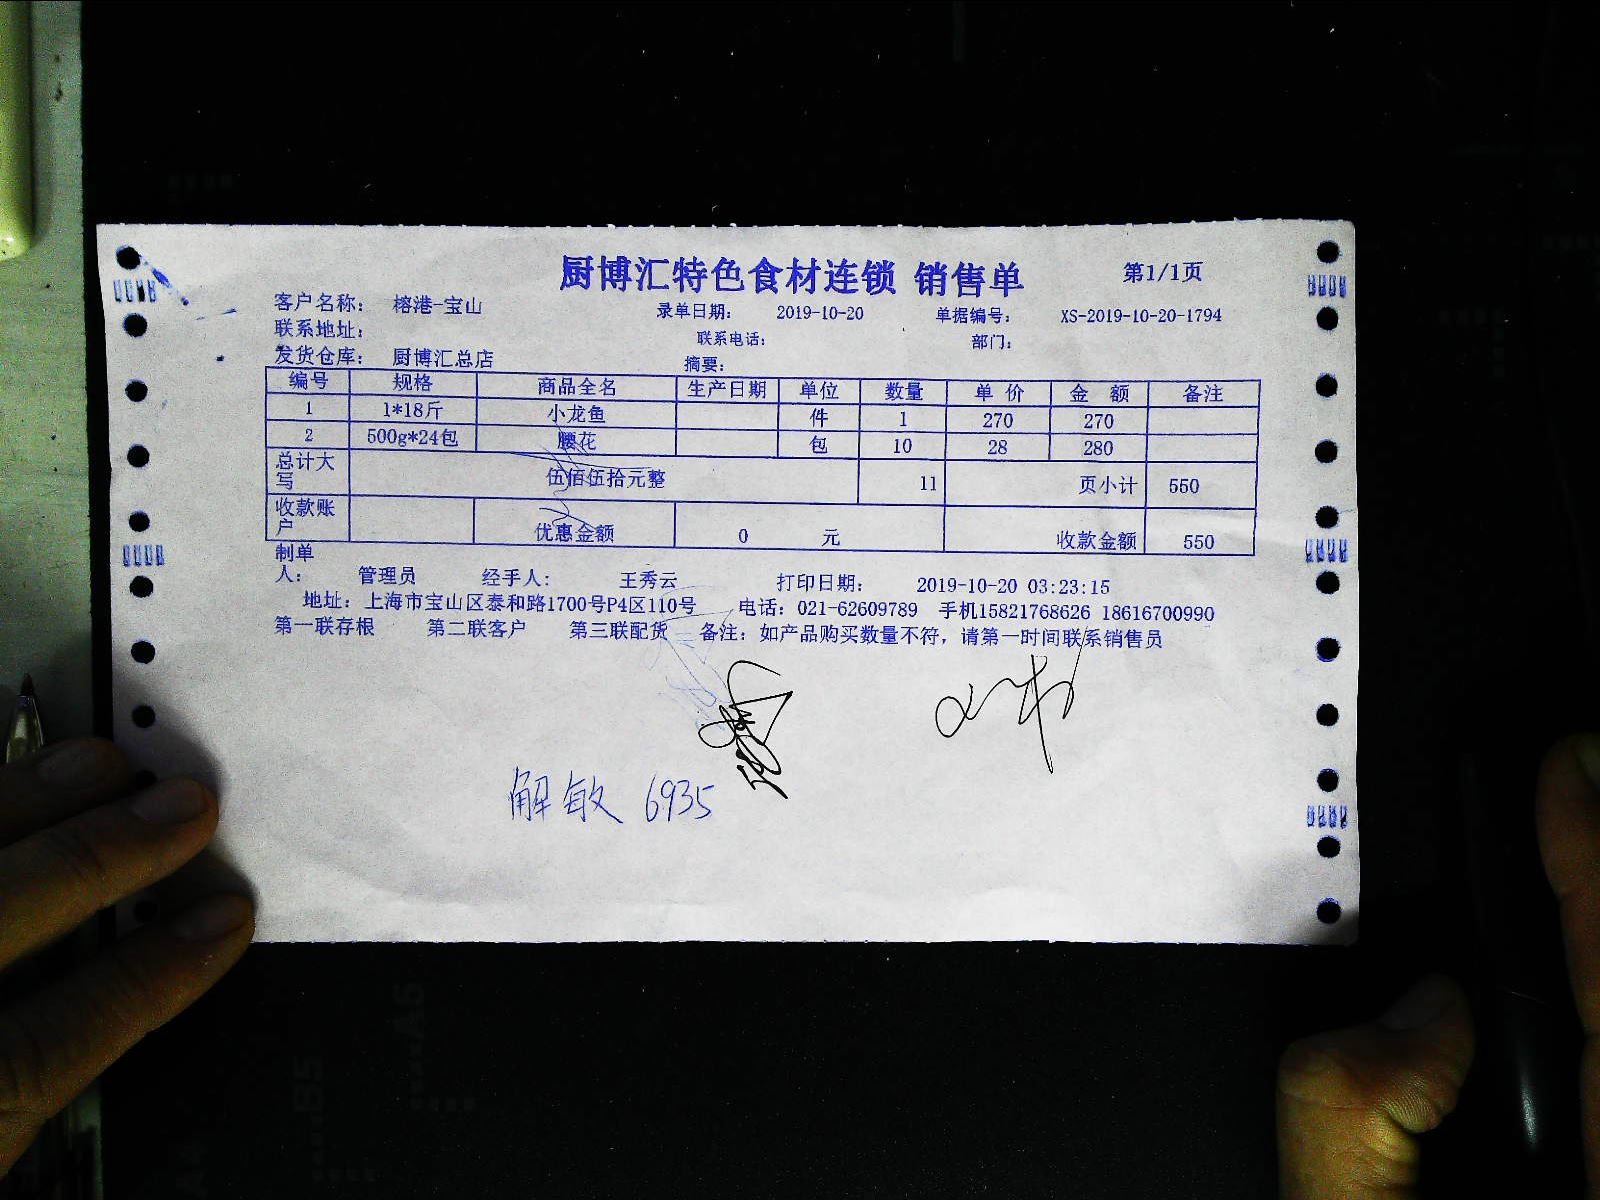 厨博汇特色食材连锁 销售单 第1/1页
客户名称: 榕港-宝山 录单日期: 2019-10-20 单据编号: XS-2019-10-20-1794
联系地址: 联系电话: 部门:
发货仓库: 厨博汇总店 摘要:
编号 规格 商品全名 生产日期 单位 数量 单价 金额 备注
1 1*18斤 小龙鱼 件 1 270 270
2 500g*24包 腰花 包 10 28 280
总计大写 伍佰伍拾元整 11 页小计 550
收款账户 优惠金额 0 元 收款金额 550
制单人: 管理员 经手人: 王秀云 打印日期: 2019-10-20 03:23:15
地址: 上海市宝山区泰和路1700号P4区110号 电话: 021-62609789 手机15821768626 18616700990
第一联存根 第二联客户 第三联配货 备注: 如产品购买数量不符, 请第一时间联系销售员
解敏 6935